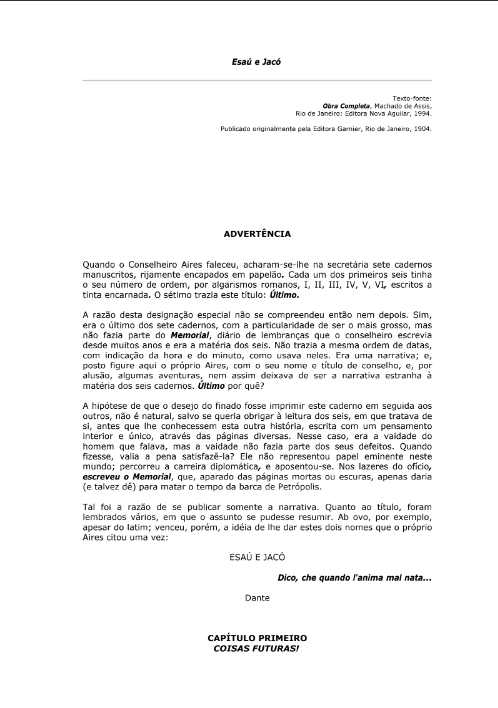 Esaú e Jacó
Texto-fonte:
Obra Completa, Machado de Assis,
Rio de Janeiro: Editora Nova Aguilar, 1994.
Publicado originalmente pela Editora Garnier, Rio de Janeiro, 1904.
ADVERTÊNCIA
Quando o Conselheiro Aires faleceu, acharam-se-lhe na secretária sete cadernos
manuscritos, rijamente encapados em papelão. Cada um dos primeiros seis tinha
o seu número de ordem, por algarismos romanos, I, II, III, IV, V, VI, escritos a
tinta encarnada. O sétimo trazia este título: Último.
A razão desta designação especial não se compreendeu então nem depois. Sim,
era o último dos sete cadernos, com a particularidade de ser o mais grosso, mas
não fazia parte do Memorial, diário de lembranças que o conselheiro escrevia
desde muitos anos e era a matéria dos seis. Não trazia a mesma ordem de datas,
com indicação da hora e do minuto, como usava neles. Era uma narrativa; e,
posto figure aqui o próprio Aires, com o seu nome e título de conselho, e, por
alusão, algumas aventuras, nem assim deixava de ser a narrativa estranha à
matéria dos seis cadernos. Último por quê?
A hipótese de que o desejo do finado fosse imprimir este caderno em seguida aos
outros, não é natural, salvo se queria obrigar à leitura dos seis, em que tratava de
si, antes que lhe conhecessem esta outra história, escrita com um pensamento
interior e único, através das páginas diversas. Nesse caso, era a vaidade do
homem que falava, mas a vaidade não fazia parte dos seus defeitos. Quando
fizesse, valia a pena satisfazê-la? Ele não representou papel eminente neste
mundo; percorreu a carreira diplomática, e aposentou-se. Nos lazeres do ofício,
escreveu o Memorial, que, aparado das páginas mortas ou escuras, apenas daria
(e talvez dê) para matar o tempo da barca de Petrópolis.
Tal foi a razão de se publicar somente a narrativa. Quanto ao título, foram
lembrados vários, em que o assunto se pudesse resumir. Ab ovo, por exemplo,
apesar do latim; venceu, porém, a idéia de lhe dar estes dois nomes que o próprio
Aires citou uma vez:
ESAÚ E JACÓ
Dico, che quando l'anima mal nata...
Dante
CAPÍTULO PRIMEIRO
COISAS FUTURAS!